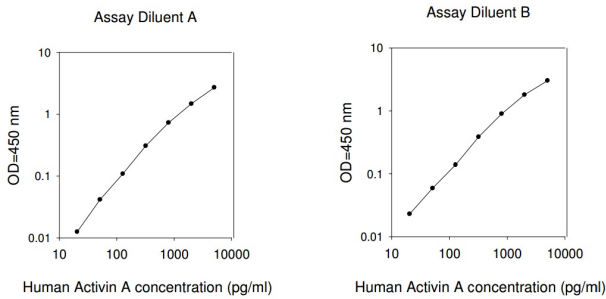 Assay Diluent A
10
1
0.1
0.01
OD=450 nm
10 100 1000 10000
Human Activin A concentration (pg/ml)
Assay Diluent B
10
1
0.1
0.01
OD=450 nm
10 100 1000 10000
Human Activin A concentration (pg/ml)